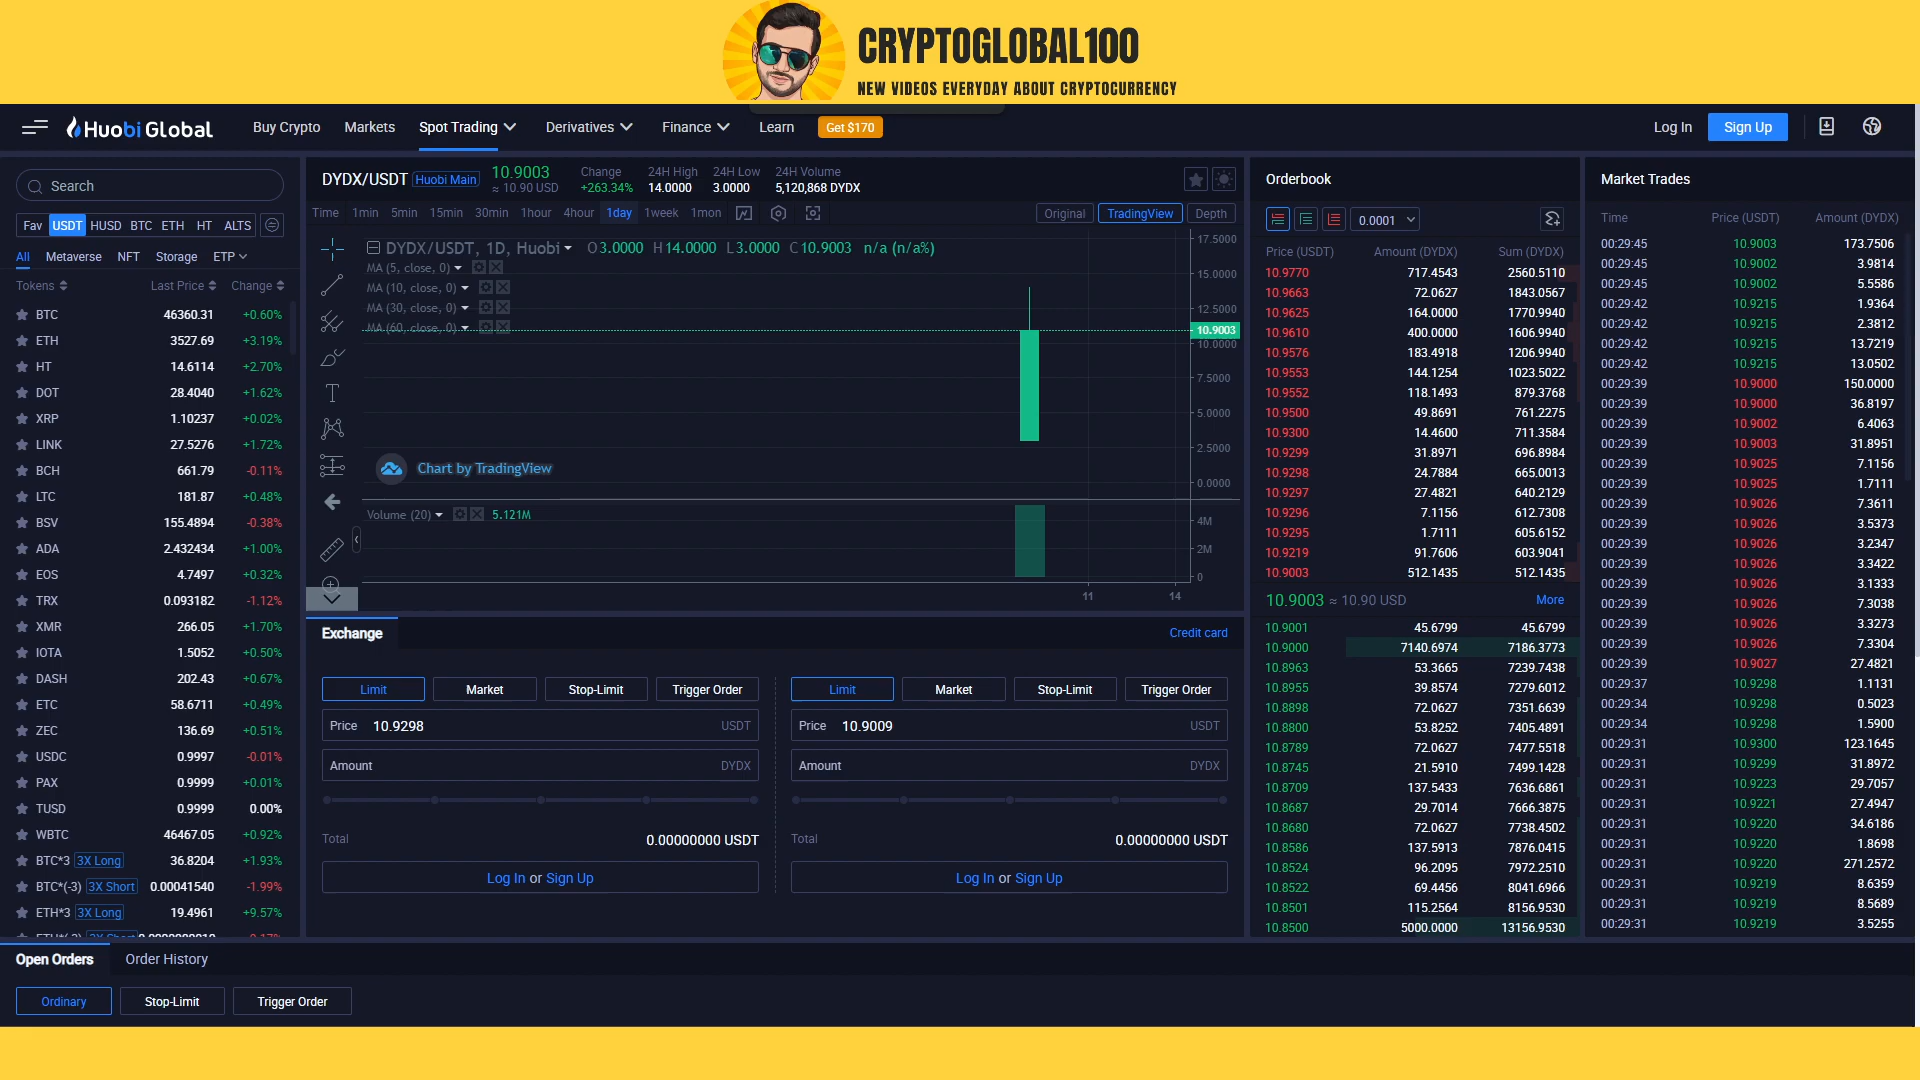 CRYPTOGLOBAL100
NEW VIDEOS EVERYDAY ABOUT CRYPTOCURRENCY
Huobi Global Buy Crypto Markets Spot Trading Derivatives Finance Learn Get $170 Log In Sign Up
Search
Fav USDT HUSD BTC ETH HT ALTS
All Metaverse NFT Storage ETP
Tokens Last Price Change
BTC 46360.31 +0.60%
ETH 3527.69 +3.19%
HT 14.6114 +2.70%
DOT 28.4040 +1.62%
XRP 1.10237 +0.02%
LINK 27.5276 +1.72%
BCH 661.79 -0.11%
LTC 181.87 +0.48%
BSV 155.4894 -0.38%
ADA 2.432434 +1.00%
EOS 4.7497 +0.32%
TRX 0.093182 -1.12%
XMR 266.05 +1.70%
IOTA 1.5052 +0.50%
DASH 202.43 +0.67%
ETC 58.6711 +0.49%
ZEC 136.69 +0.51%
USDC 0.9997 -0.01%
PAX 0.9999 +0.01%
TUSD 0.9999 0.00%
WBTC 46467.05 +0.92%
BTC*3 3X Long 36.8204 +1.93%
BTC*(-3) 3X Short 0.00041540 -1.99%
ETH*3 3X Long 19.4961 +9.57%
DYDX/USDT Huobi Main 10.9003 ≈ 10.90 USD
Change +263.34%
24H High 14.0000
24H Low 3.0000
24H Volume 5,120,868 DYDX
Time 1min 5min 15min 30min 1hour 4hour 1day 1week 1mon Original TradingView Depth
DYDX/USDT, 1D, Huobi O3.0000 H14.0000 L3.0000 C10.9003 n/a (n/a%)
MA (5, close, 0)
MA (10, close, 0)
MA (30, close, 0)
MA (60, close, 0)
17.5000
15.0000
12.5000
10.9003
10.0000
7.5000
5.0000
2.5000
0.0000
Chart by TradingView
Volume (20) 5.121M
4M
2M
0
11 14
Exchange Credit card
Limit Market Stop-Limit Trigger Order
Price 10.9298 USDT
Amount DYDX
Total 0.00000000 USDT
Log In or Sign Up
Limit Market Stop-Limit Trigger Order
Price 10.9009 USDT
Amount DYDX
Total 0.00000000 USDT
Log In or Sign Up
Orderbook
0.0001
Price (USDT) Amount (DYDX) Sum (DYDX)
10.9770 717.4543 2560.5110
10.9663 72.0627 1843.0567
10.9625 164.0000 1770.9940
10.9610 400.0000 1606.9940
10.9576 183.4918 1206.9940
10.9553 144.1254 1023.5022
10.9552 118.1493 879.3768
10.9500 49.8691 761.2275
10.9300 14.4600 711.3584
10.9299 31.8971 696.8984
10.9298 24.7884 665.0013
10.9297 27.4821 640.2129
10.9296 7.1156 612.7308
10.9295 1.7111 605.6152
10.9219 91.7606 603.9041
10.9003 512.1435 512.1435
10.9003 ≈ 10.90 USD More
10.9001 45.6799 45.6799
10.9000 7140.6974 7186.3773
10.8963 53.3665 7239.7438
10.8955 39.8574 7279.6012
10.8898 72.0627 7351.6639
10.8800 53.8252 7405.4891
10.8789 72.0627 7477.5518
10.8745 21.5910 7499.1428
10.8709 137.5433 7636.6861
10.8687 29.7014 7666.3875
10.8680 72.0627 7738.4502
10.8586 137.5913 7876.0415
10.8524 96.2095 7972.2510
10.8522 69.4456 8041.6966
10.8501 115.2564 8156.9530
10.8500 5000.0000 13156.9530
Market Trades
Time Price (USDT) Amount (DYDX)
00:29:45 10.9003 173.7506
00:29:45 10.9002 3.9814
00:29:45 10.9002 5.5586
00:29:42 10.9215 1.9364
00:29:42 10.9215 2.3812
00:29:42 10.9215 13.7219
00:29:42 10.9215 13.0502
00:29:39 10.9000 150.0000
00:29:39 10.9000 36.8197
00:29:39 10.9002 6.4063
00:29:39 10.9003 31.8951
00:29:39 10.9025 7.1156
00:29:39 10.9025 1.7111
00:29:39 10.9026 7.3611
00:29:39 10.9026 3.5373
00:29:39 10.9026 3.2347
00:29:39 10.9026 3.3422
00:29:39 10.9026 3.1333
00:29:39 10.9026 7.3038
00:29:39 10.9026 3.3273
00:29:39 10.9026 7.3304
00:29:39 10.9027 27.4821
00:29:37 10.9298 1.1131
00:29:34 10.9298 0.5023
00:29:34 10.9298 1.5900
00:29:31 10.9300 123.1645
00:29:31 10.9299 31.8972
00:29:31 10.9223 29.7057
00:29:31 10.9221 27.4947
00:29:31 10.9220 34.6186
00:29:31 10.9220 1.8698
00:29:31 10.9220 271.2572
00:29:31 10.9219 8.6359
00:29:31 10.9219 8.5689
00:29:31 10.9219 3.5255
Open Orders Order History
Ordinary Stop-Limit Trigger Order